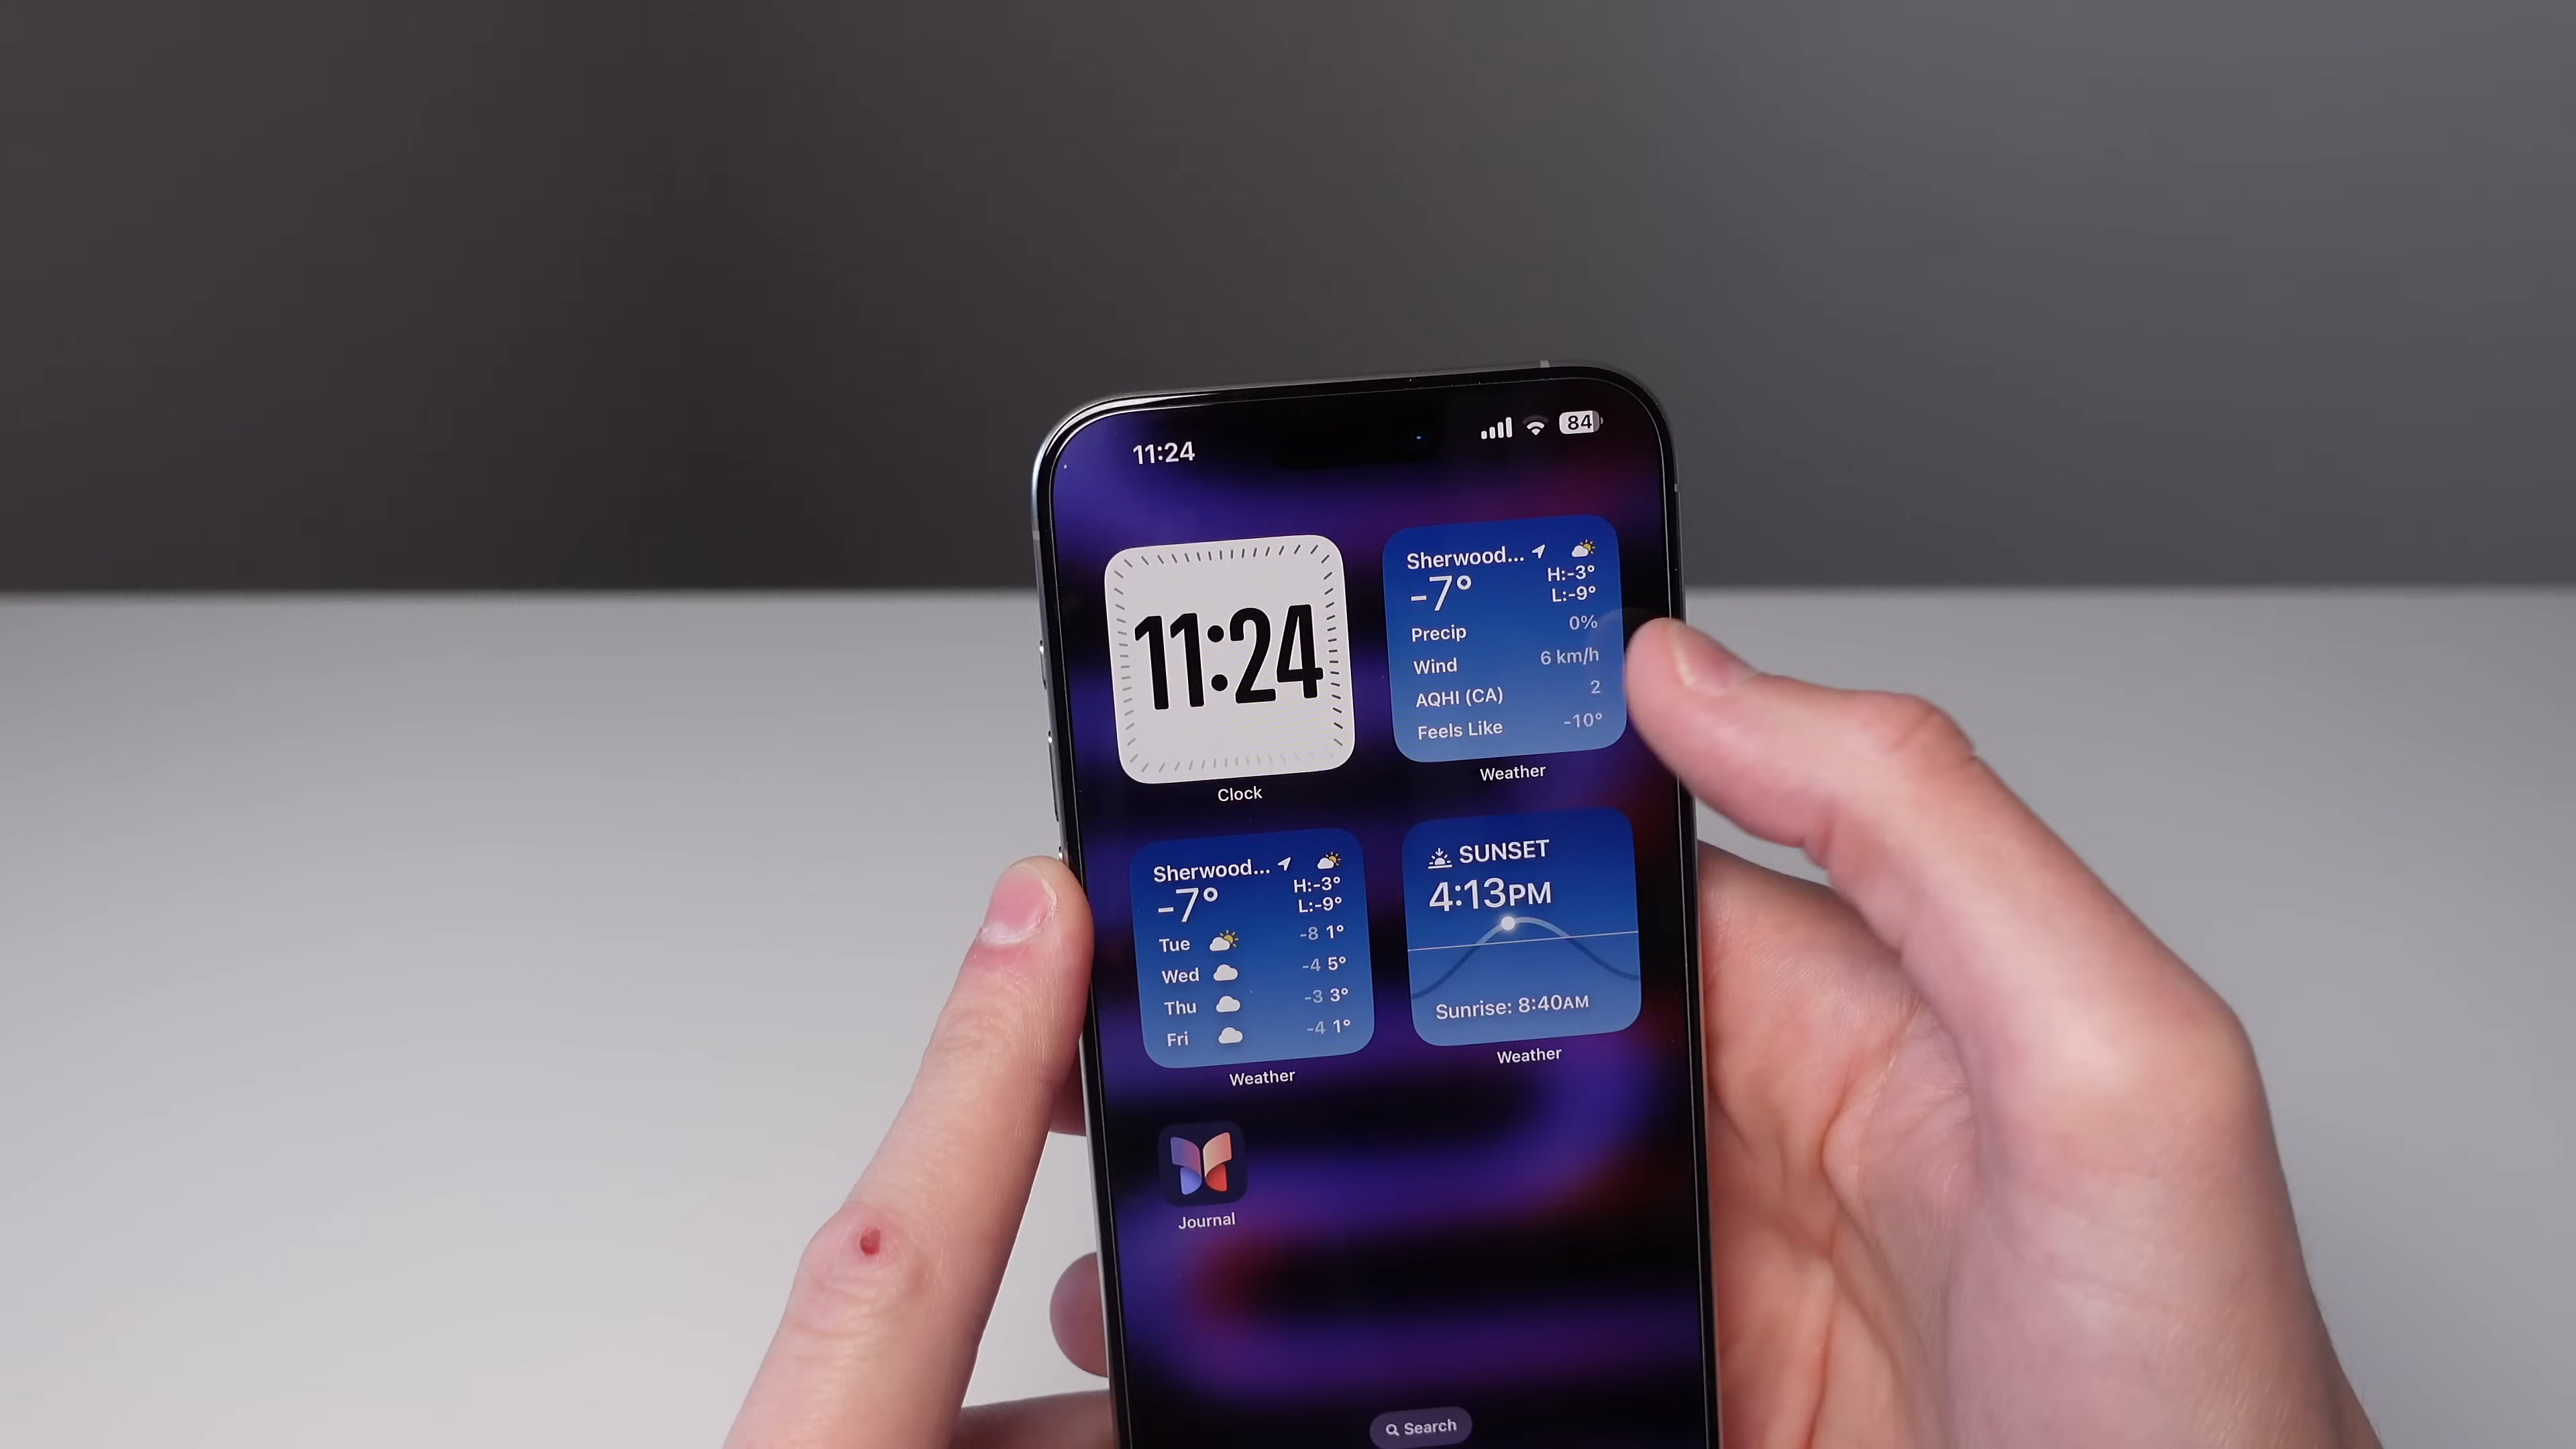 11:24
84
11:24
Clock
Sherwood...
-7°
H:-3°
L:-9°
Precip 0%
Wind 6 km/h
AQHI (CA) 2
Feels Like -10°
Weather
Sherwood...
-7°
H:-3°
L:-9°
Tue -8 1°
Wed -4 5°
Thu -3 3°
Fri -4 1°
Weather
SUNSET
4:13PM
Sunrise: 8:40AM
Weather
Journal
Search